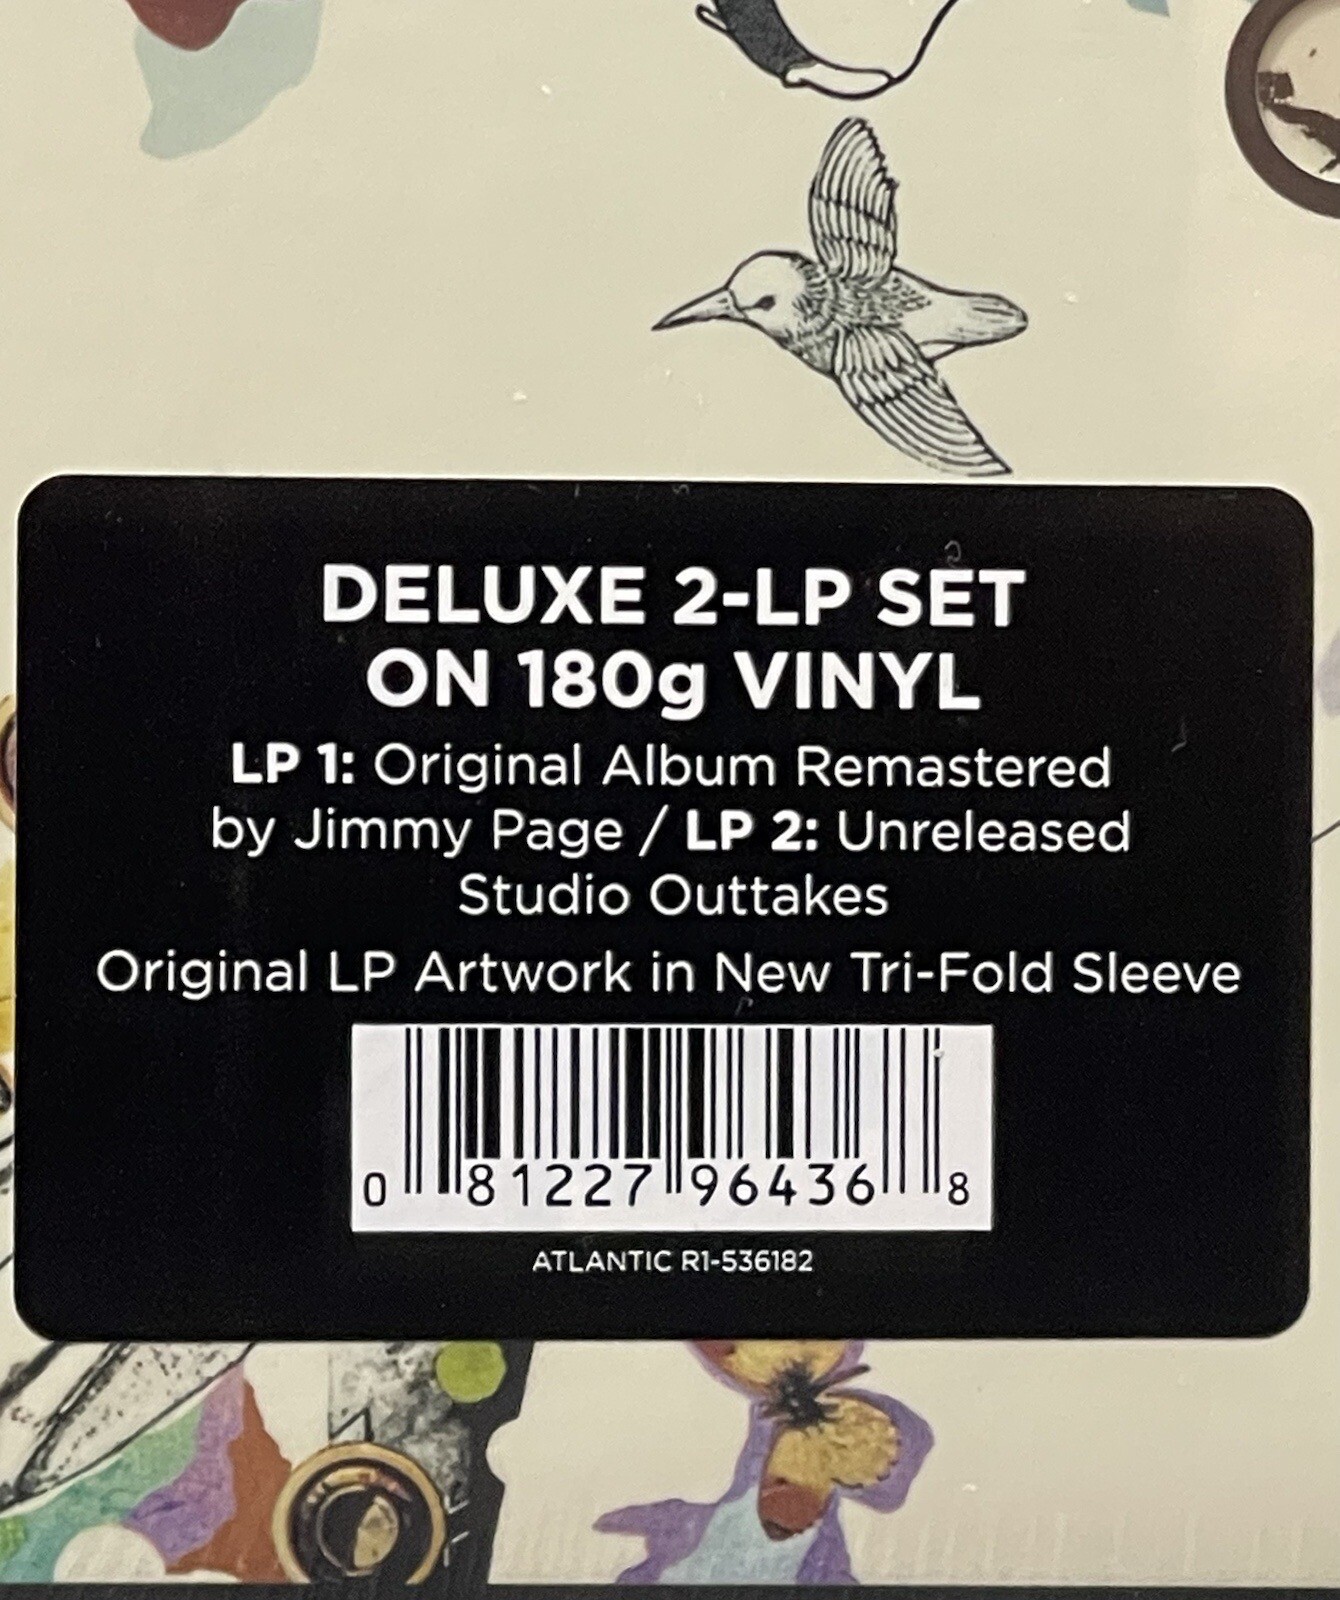 DELUXE 2-LP SET
ON 180g VINYL
LP 1: Original Album Remastered
by Jimmy Page / LP 2: Unreleased
Studio Outtakes
Original LP Artwork in New Tri-Fold Sleeve
0 81227 96436 8
ATLANTIC R1-536182